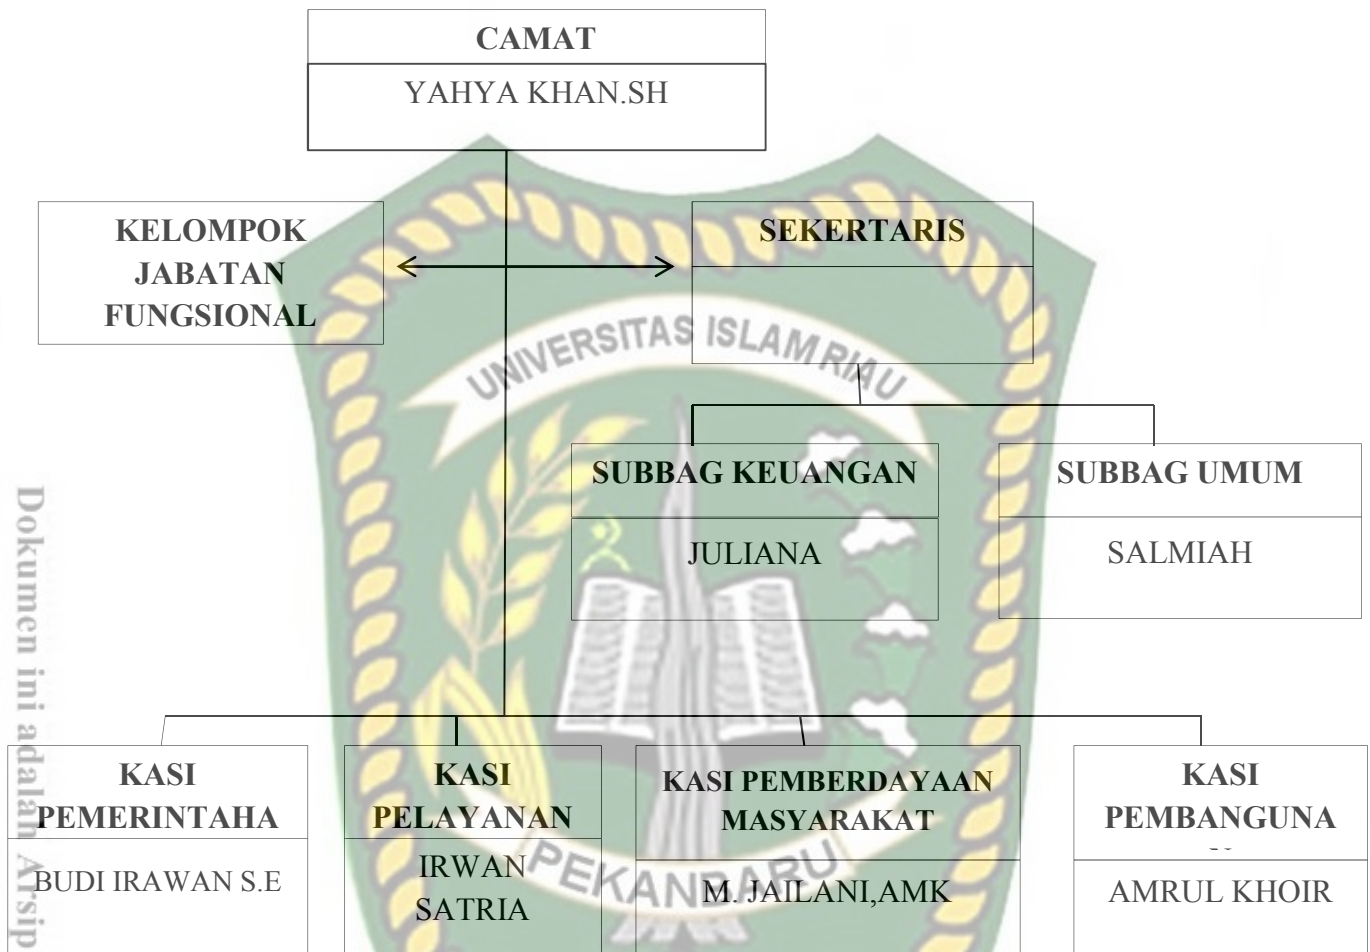 CAMAT
YAHYA KHAN.SH
KELOMPOK
JABATAN
FUNGSIONAL
SEKERTARIS
UNIVERSITAS ISLAM RIAU
SUBBAG KEUANGAN
JULIANA
SUBBAG UMUM
SALMIAH
KASI
PEMERINTAHA
BUDI IRAWAN S.E
KASI
PELAYANAN
IRWAN
SATRIA
KASI PEMBERDAYAAN
MASYARAKAT
M. JAILANI,AMK
KASI
PEMBANGUNA
AMRUL KHOIR
PEKANBARU
Dokumen ini adalah Arsip